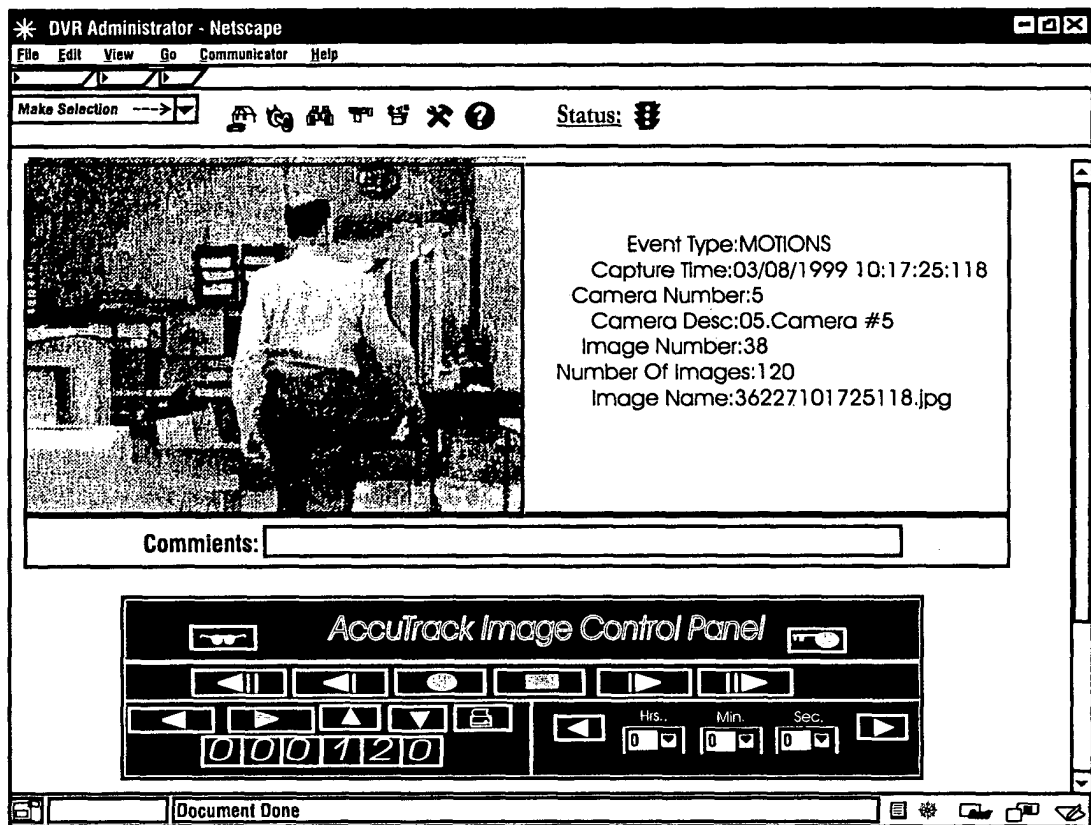 DVR Administrator - Netscape
File Edit View Go Communicator Help
Make Selection --->
Status:
Event Type:MOTIONS
Capture Time:03/08/1999 10:17:25:118
Camera Number:5
Camera Desc:05.Camera #5
Image Number:38
Number Of Images:120
Image Name:36227101725118.jpg
Commients:
AccuTrack Image Control Panel
Hrs., Min. Sec.
0 0 0
000120
Document Done